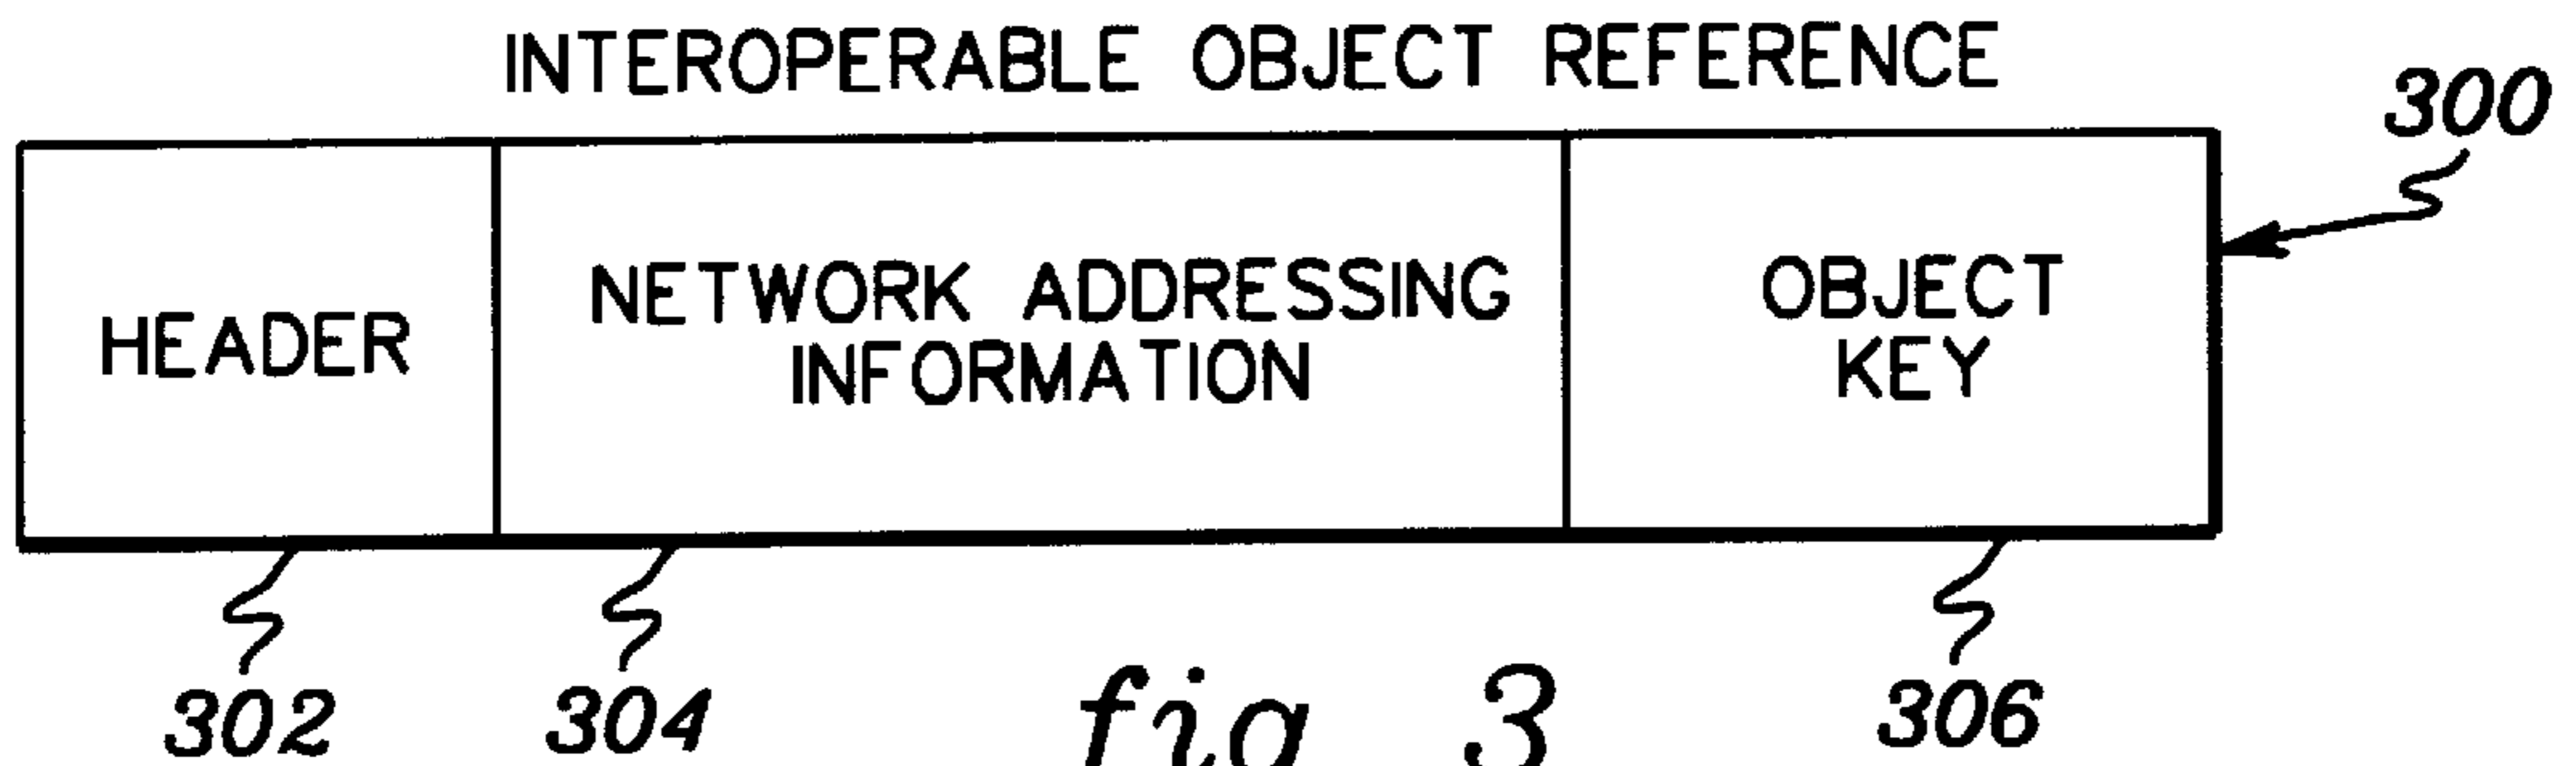 INTEROPERABLE OBJECT REFERENCE
300
HEADER
NETWORK ADDRESSING
INFORMATION
OBJECT
KEY
302
304
306
fig 3